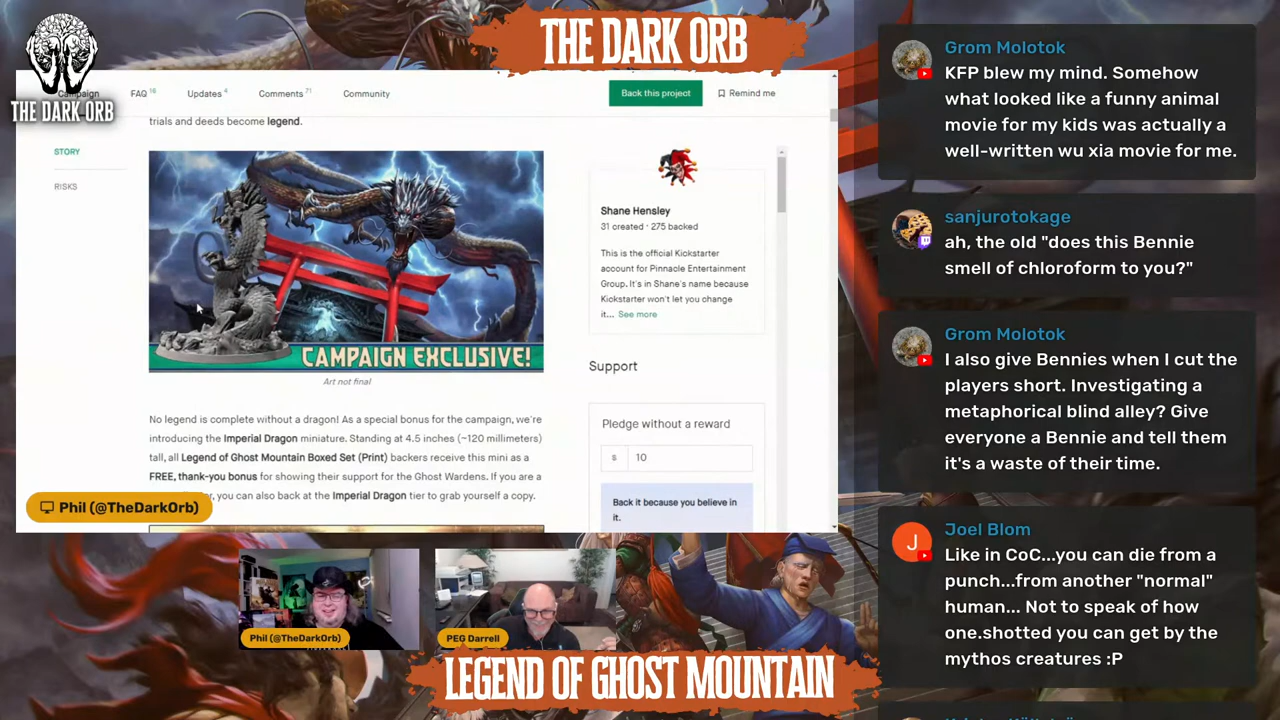 THE DARK ORB
THE DARK ORB
FAQ 16
Updates 4
Comments 71
Community
Back this project
Remind me
trials and deeds become legend.
STORY
RISKS
CAMPAIGN EXCLUSIVE!
Art not final
No legend is complete without a dragon! As a special bonus for the campaign, we're
introducing the Imperial Dragon miniature. Standing at 4.5 inches (~120 millimeters)
tall, all Legend of Ghost Mountain Boxed Set (Print) backers receive this mini as a
FREE, thank-you bonus for showing their support for the Ghost Wardens. If you are a
you can also back at the Imperial Dragon tier to grab yourself a copy.
Shane Hensley
31 created · 275 backed
This is the official Kickstarter
account for Pinnacle Entertainment
Group. It's in Shane's name because
Kickstarter won't let you change
it... See more
Support
Pledge without a reward
$ 10
Back it because you believe in
it.
Phil (@TheDarkOrb)
Phil (@TheDarkOrb)
PEG Darrell
LEGEND OF GHOST MOUNTAIN
Grom Molotok
KFP blew my mind. Somehow
what looked like a funny animal
movie for my kids was actually a
well-written wu xia movie for me.
sanjurotokage
ah, the old "does this Bennie
smell of chloroform to you?"
Grom Molotok
I also give Bennies when I cut the
players short. Investigating a
metaphorical blind alley? Give
everyone a Bennie and tell them
it's a waste of their time.
J
Joel Blom
Like in CoC...you can die from a
punch...from another "normal"
human... Not to speak of how
one.shotted you can get by the
mythos creatures :P